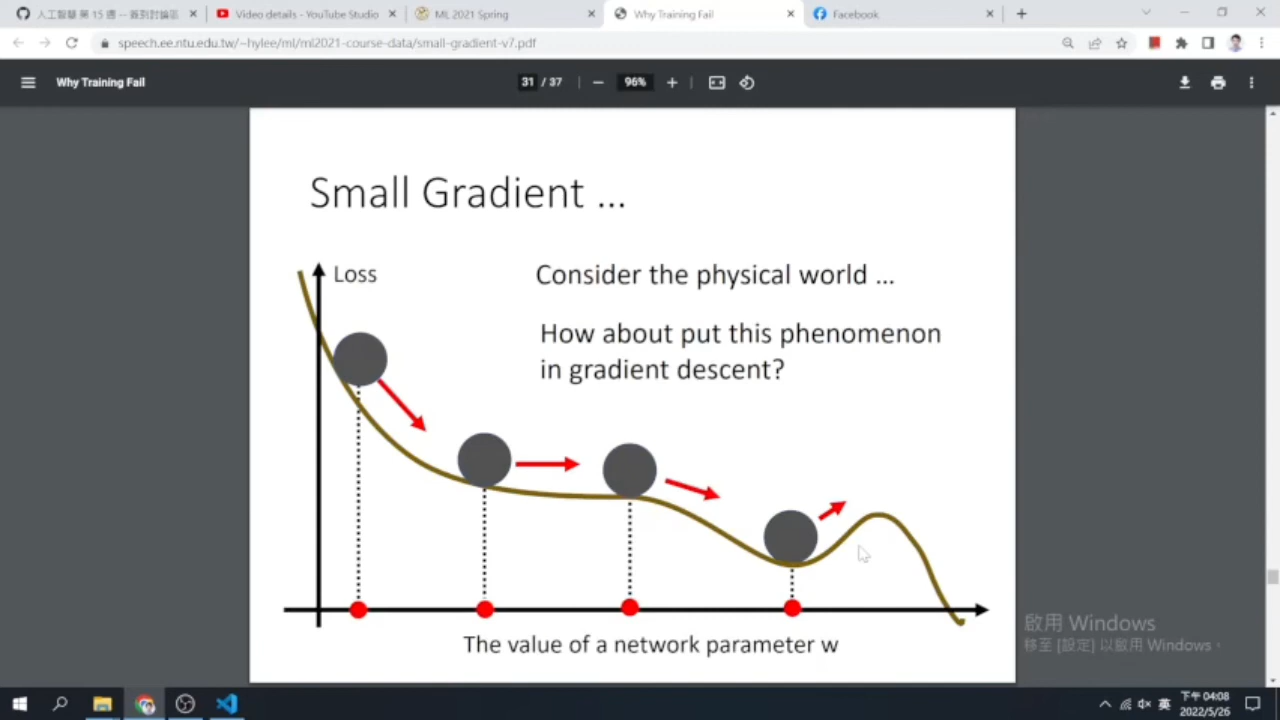 人工智慧 第 15 週 -- 簽到討論區
Video details - YouTube Studio
ML 2021 Spring
Why Training Fail
Facebook
speech.ee.ntu.edu.tw/~hylee/ml/ml2021-course-data/small-gradient-v7.pdf
Why Training Fail
31 / 37
96%
Small Gradient ...
Loss
Consider the physical world ...
How about put this phenomenon
in gradient descent?
The value of a network parameter w
啟用 Windows
移至 [設定] 以啟用 Windows。
英
下午 04:08
2022/5/26